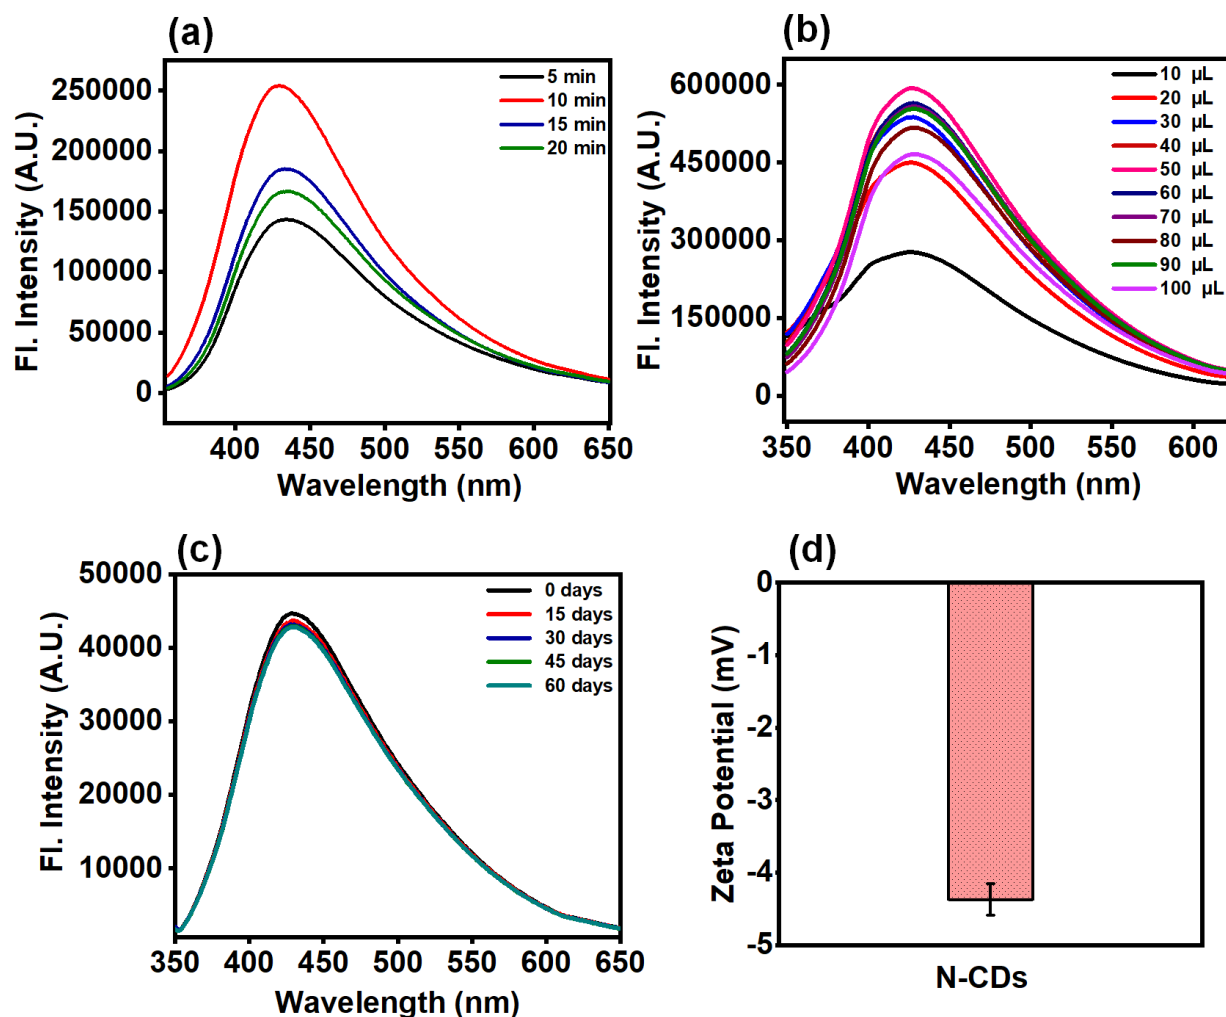 (a)
Fl. Intensity (A.U.)
250000
200000
150000
100000
50000
0
5 min
10 min
15 min
20 min
400 450 500 550 600 650
Wavelength (nm)
(b)
Fl. Intensity (A.U.)
600000
450000
300000
150000
0
10 µL
20 µL
30 µL
40 µL
50 µL
60 µL
70 µL
80 µL
90 µL
100 µL
350 400 450 500 550 600
Wavelength (nm)
(c)
Fl. Intensity (A.U.)
50000
40000
30000
20000
10000
0 days
15 days
30 days
45 days
60 days
350 400 450 500 550 600 650
Wavelength (nm)
(d)
Zeta Potential (mV)
0
-1
-2
-3
-4
-5
N-CDs